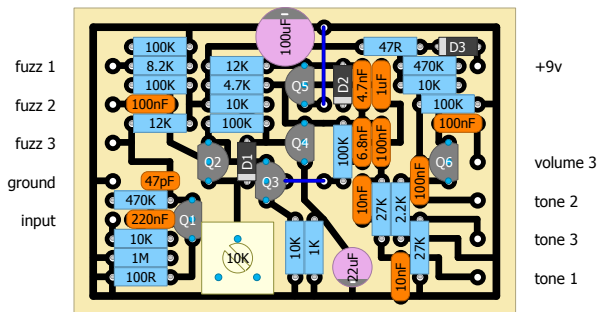 100uF
100K 47R D3
fuzz 1 8.2K 12K 470K +9v
100K 4.7K Q5 D2 4.7nF 1uF 10K
fuzz 2 100nF 10K 100K
12K 100K 100nF
fuzz 3 Q4 6.8nF 100nF
Q2 D1 100K Q6 volume 3
ground 47pF Q3 100nF
470K 10nF 27K 2.2K tone 2
input 220nF Q1
10K 10K 10K 1K 27K tone 3
1M 22uF 10nF
100R tone 1